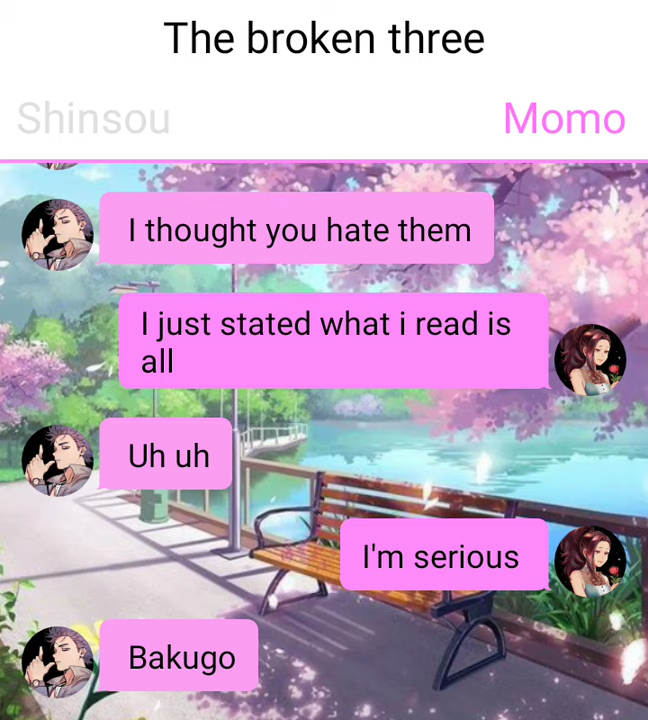 The broken three
Shinsou
Momo
I thought you hate them
I just stated what i read is
all
Uh uh
I'm serious
Bakugo